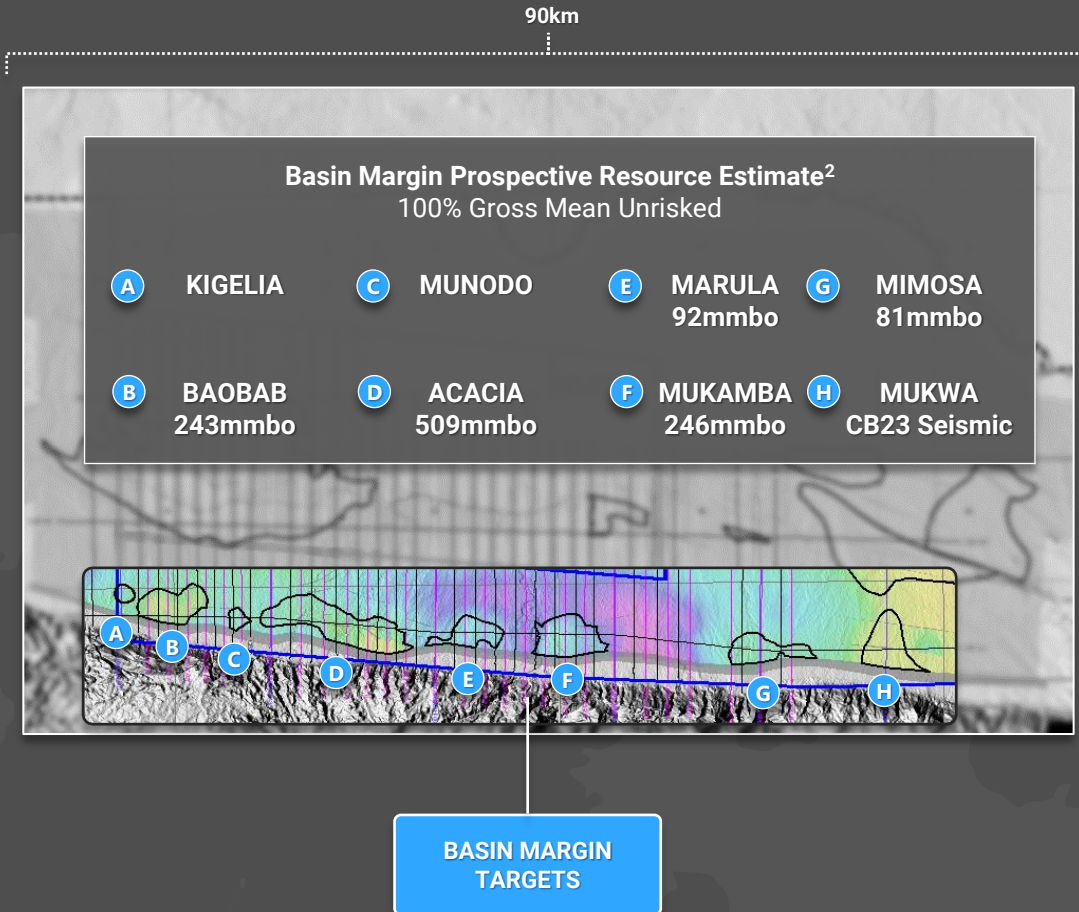 90km
Basin Margin Prospective Resource Estimate²
100% Gross Mean Unrisked
A KIGELIA
C MUNODO
E MARULA
92mmbo
G MIMOSA
81mmbo
B BAOBAB
243mmbo
D ACACIA
509mmbo
F MUKAMBA
246mmbo
H MUKWA
CB23 Seismic
A
B
C
D
E
F
G
H
BASIN MARGIN
TARGETS